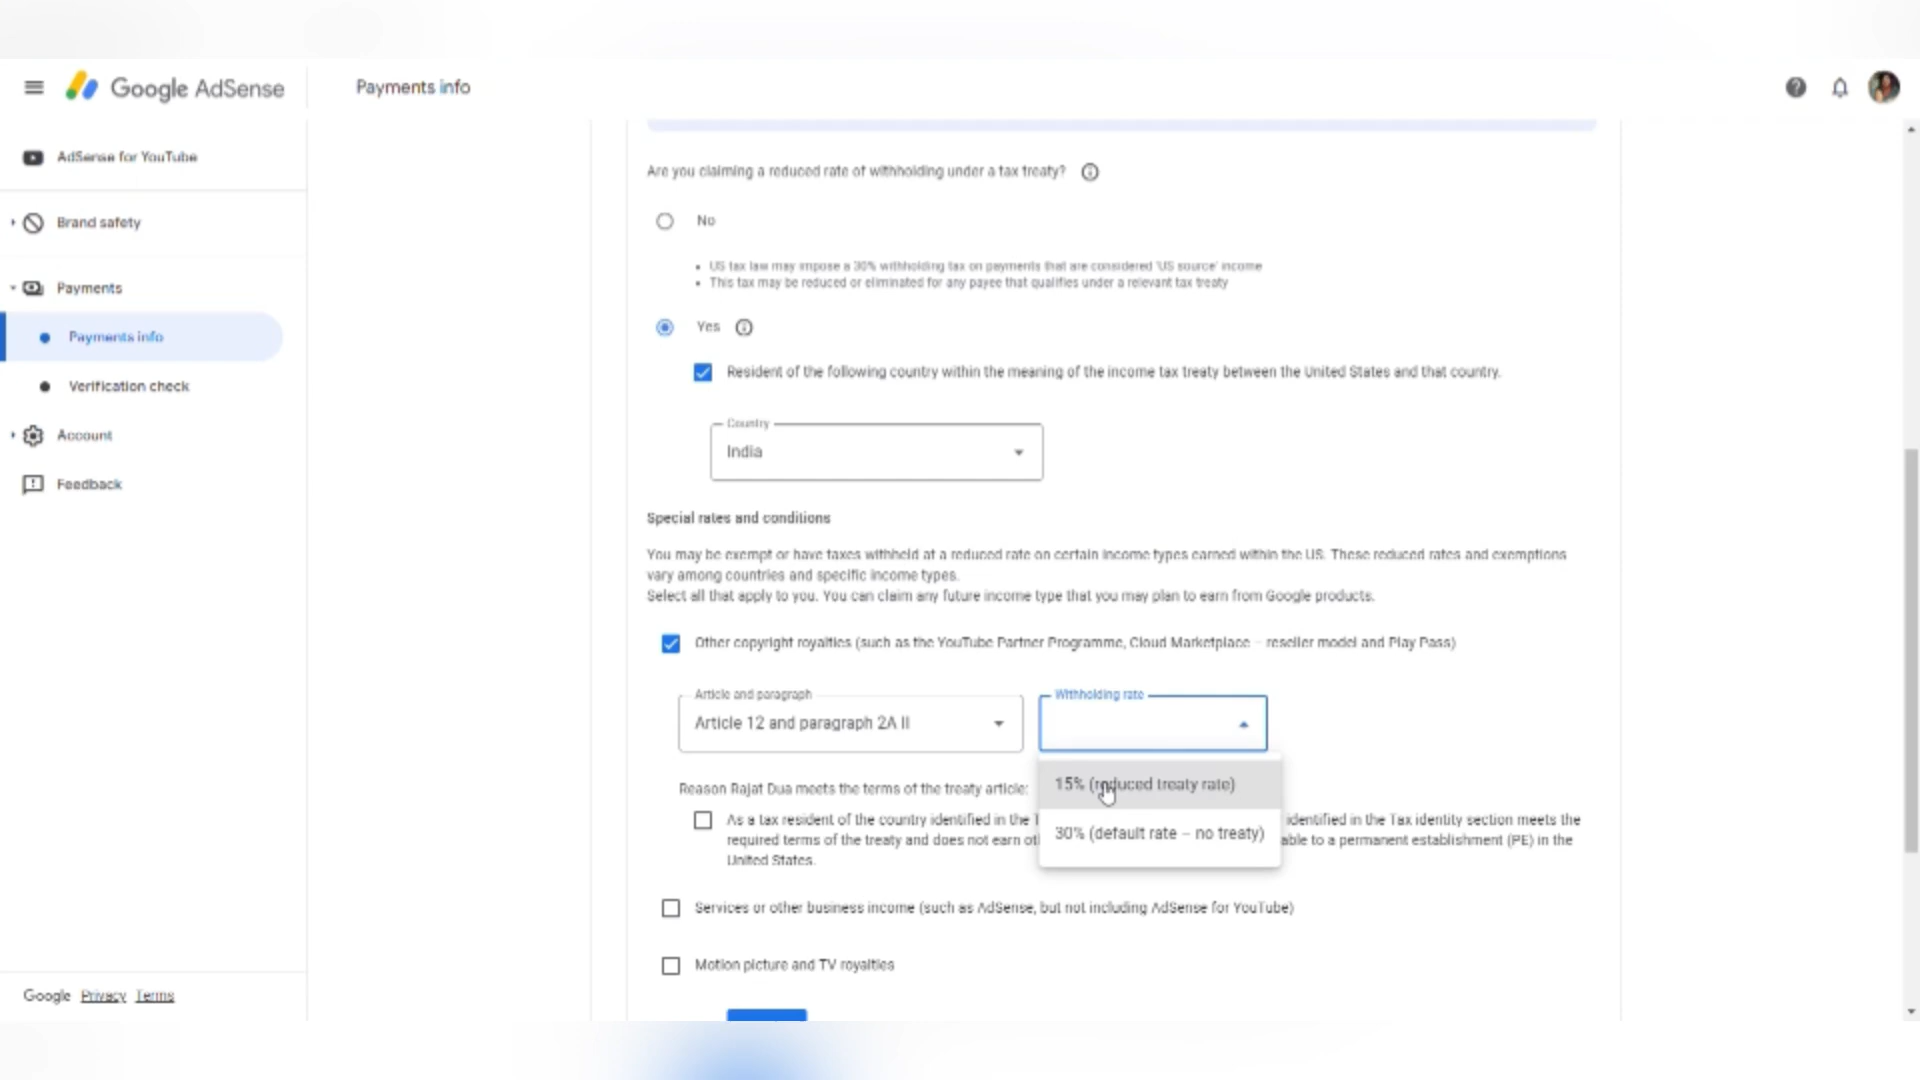 Google AdSense
Payments info
AdSense for YouTube
Brand safety
Payments
Payments info
Verification check
Account
Feedback
Google Privacy Terms
Are you claiming a reduced rate of withholding under a tax treaty?
No
• US tax law may impose a 30% withholding tax on payments that are considered 'US source' income
• This tax may be reduced or eliminated for any payee that qualifies under a relevant tax treaty
Yes
Resident of the following country within the meaning of the income tax treaty between the United States and that country.
Country
India
Special rates and conditions
You may be exempt or have taxes withheld at a reduced rate on certain income types earned within the US. These reduced rates and exemptions
vary among countries and specific income types.
Select all that apply to you. You can claim any future income type that you may plan to earn from Google products.
Other copyright royalties (such as the YouTube Partner Programme, Cloud Marketplace – reseller model and Play Pass)
Article and paragraph
Article 12 and paragraph 2A II
Withholding rate
15% (reduced treaty rate)
30% (default rate – no treaty)
Reason Rajat Dua meets the terms of the treaty article:
As a tax resident of the country identified in the identified in the Tax identity section meets the
required terms of the treaty and does not earn able to a permanent establishment (PE) in the
United States.
Services or other business income (such as AdSense, but not including AdSense for YouTube)
Motion picture and TV royalties